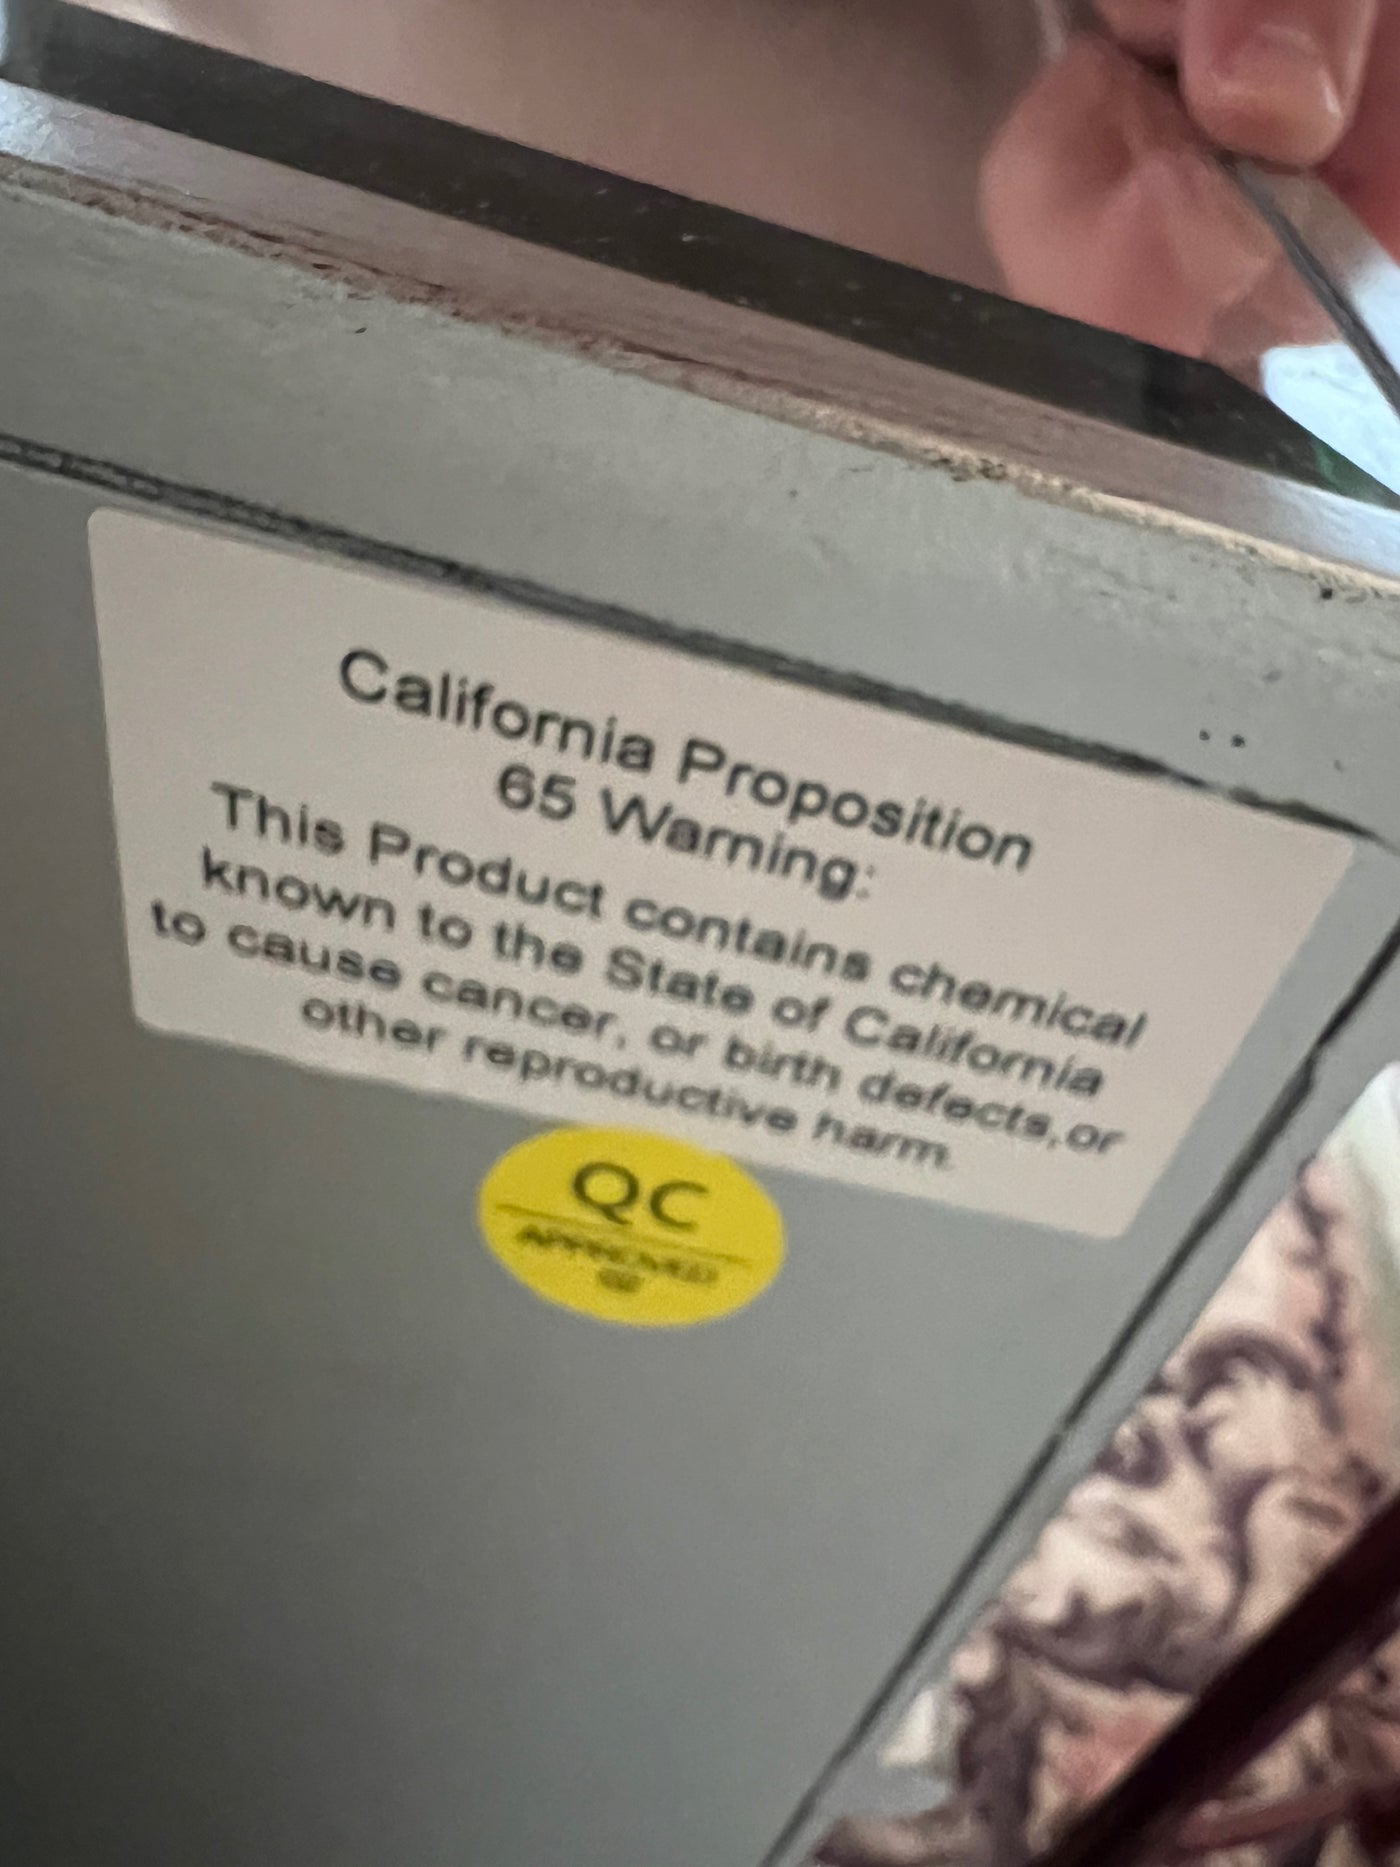 California Proposition
65 Warning:
This Product contains chemical
known to the State of California
to cause cancer, or birth defects,or
other reproductive harm.
QC
APPROVED